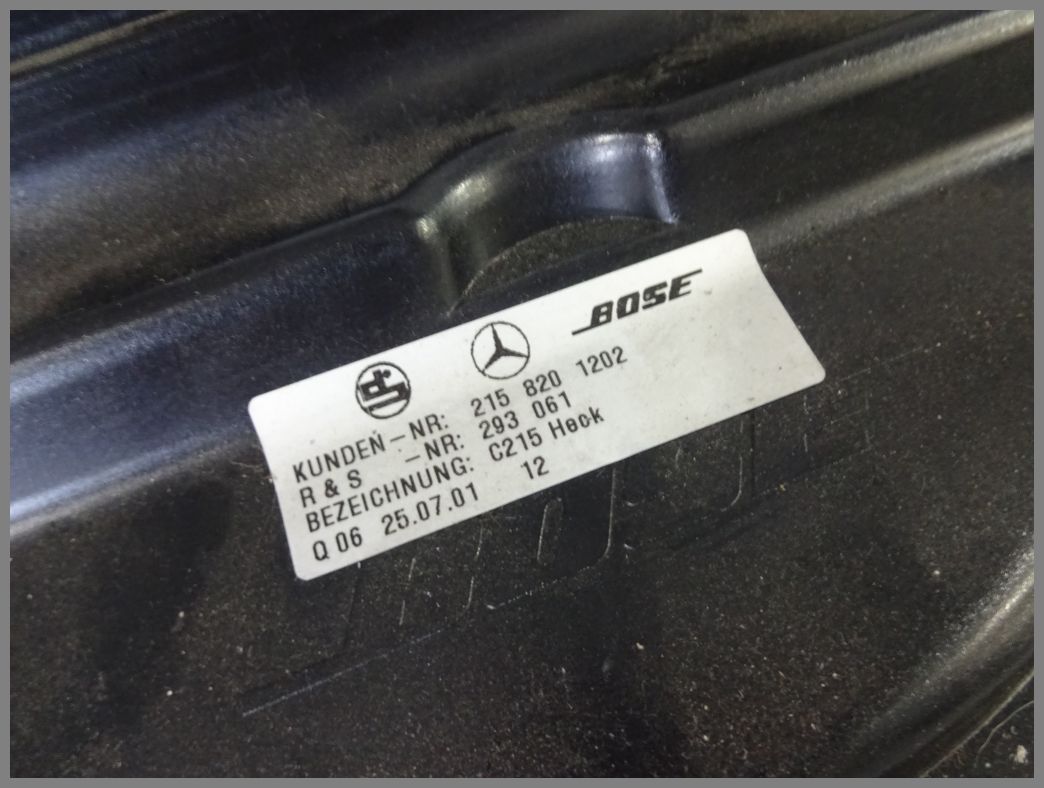 BOSE
KUNDEN-NR: 215 820 1202
R & S -NR: 293 061
BEZEICHNUNG: C215 Heck
Q 06 25.07.01 12